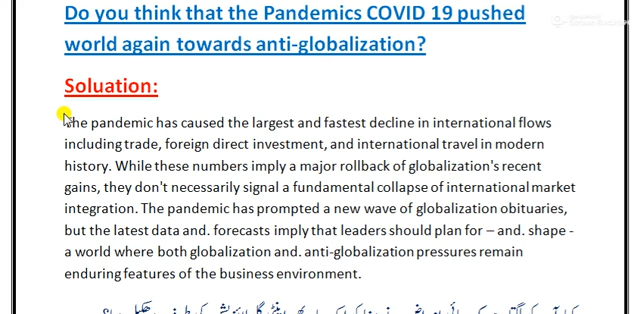 Do you think that the Pandemics COVID 19 pushed
world again towards anti-globalization?
Soluation:
The pandemic has caused the largest and fastest decline in international flows
including trade, foreign direct investment, and international travel in modern
history. While these numbers imply a major rollback of globalization's recent
gains, they don't necessarily signal a fundamental collapse of international market
integration. The pandemic has prompted a new wave of globalization obituaries,
but the latest data and. forecasts imply that leaders should plan for – and. shape -
a world where both globalization and. anti-globalization pressures remain
enduring features of the business environment.